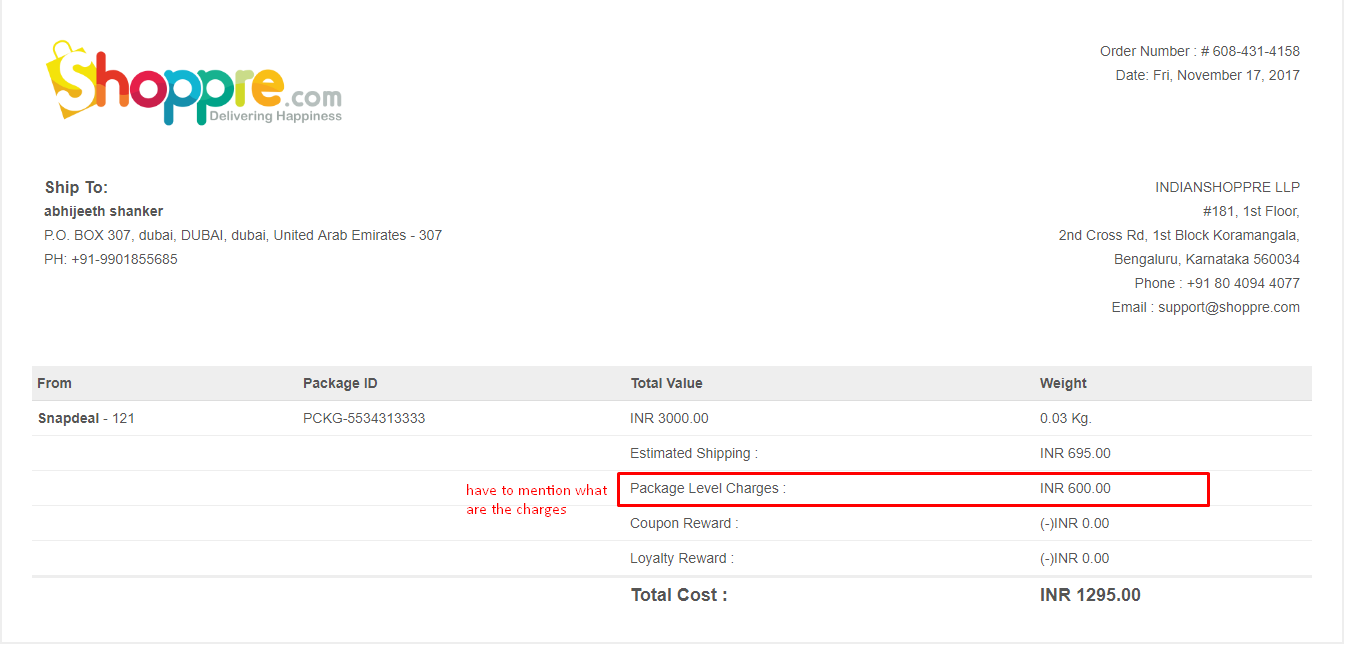 Shoppre.com
Delivering Happiness
Order Number : # 608-431-4158
Date: Fri, November 17, 2017
Ship To:
abhijeeth shanker
P.O. BOX 307, dubai, DUBAI, dubai, United Arab Emirates - 307
PH: +91-9901855685
INDIANSHOPPRE LLP
#181, 1st Floor,
2nd Cross Rd, 1st Block Koramangala,
Bengaluru, Karnataka 560034
Phone : +91 80 4094 4077
Email : support@shoppre.com
From Package ID Total Value Weight
Snapdeal - 121 PCKG-5534313333 INR 3000.00 0.03 Kg.
Estimated Shipping : INR 695.00
have to mention what
are the charges
Package Level Charges : INR 600.00
Coupon Reward : (-)INR 0.00
Loyalty Reward : (-)INR 0.00
Total Cost : INR 1295.00